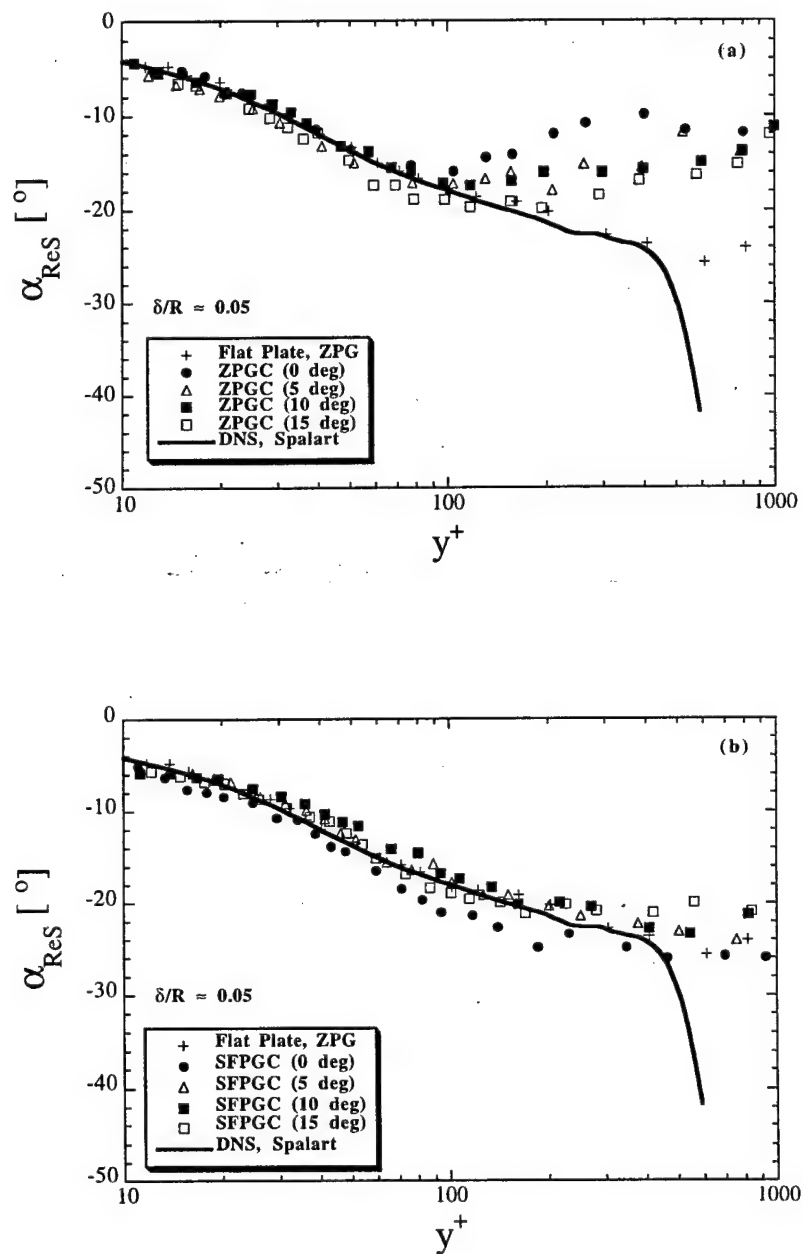 0
(a)
-10
-20
α_ReS [ °]
-30
δ/R ≈ 0.05
+ Flat Plate, ZPG
● ZPGC (0 deg)
△ ZPGC (5 deg)
■ ZPGC (10 deg)
□ ZPGC (15 deg)
DNS, Spalart
-40
-50
10 100 1000
y⁺
0
(b)
-10
-20
α_ReS [ °]
-30
δ/R ≈ 0.05
+ Flat Plate, ZPG
● SFPGC (0 deg)
△ SFPGC (5 deg)
■ SFPGC (10 deg)
□ SFPGC (15 deg)
DNS, Spalart
-40
-50
10 100 1000
y⁺